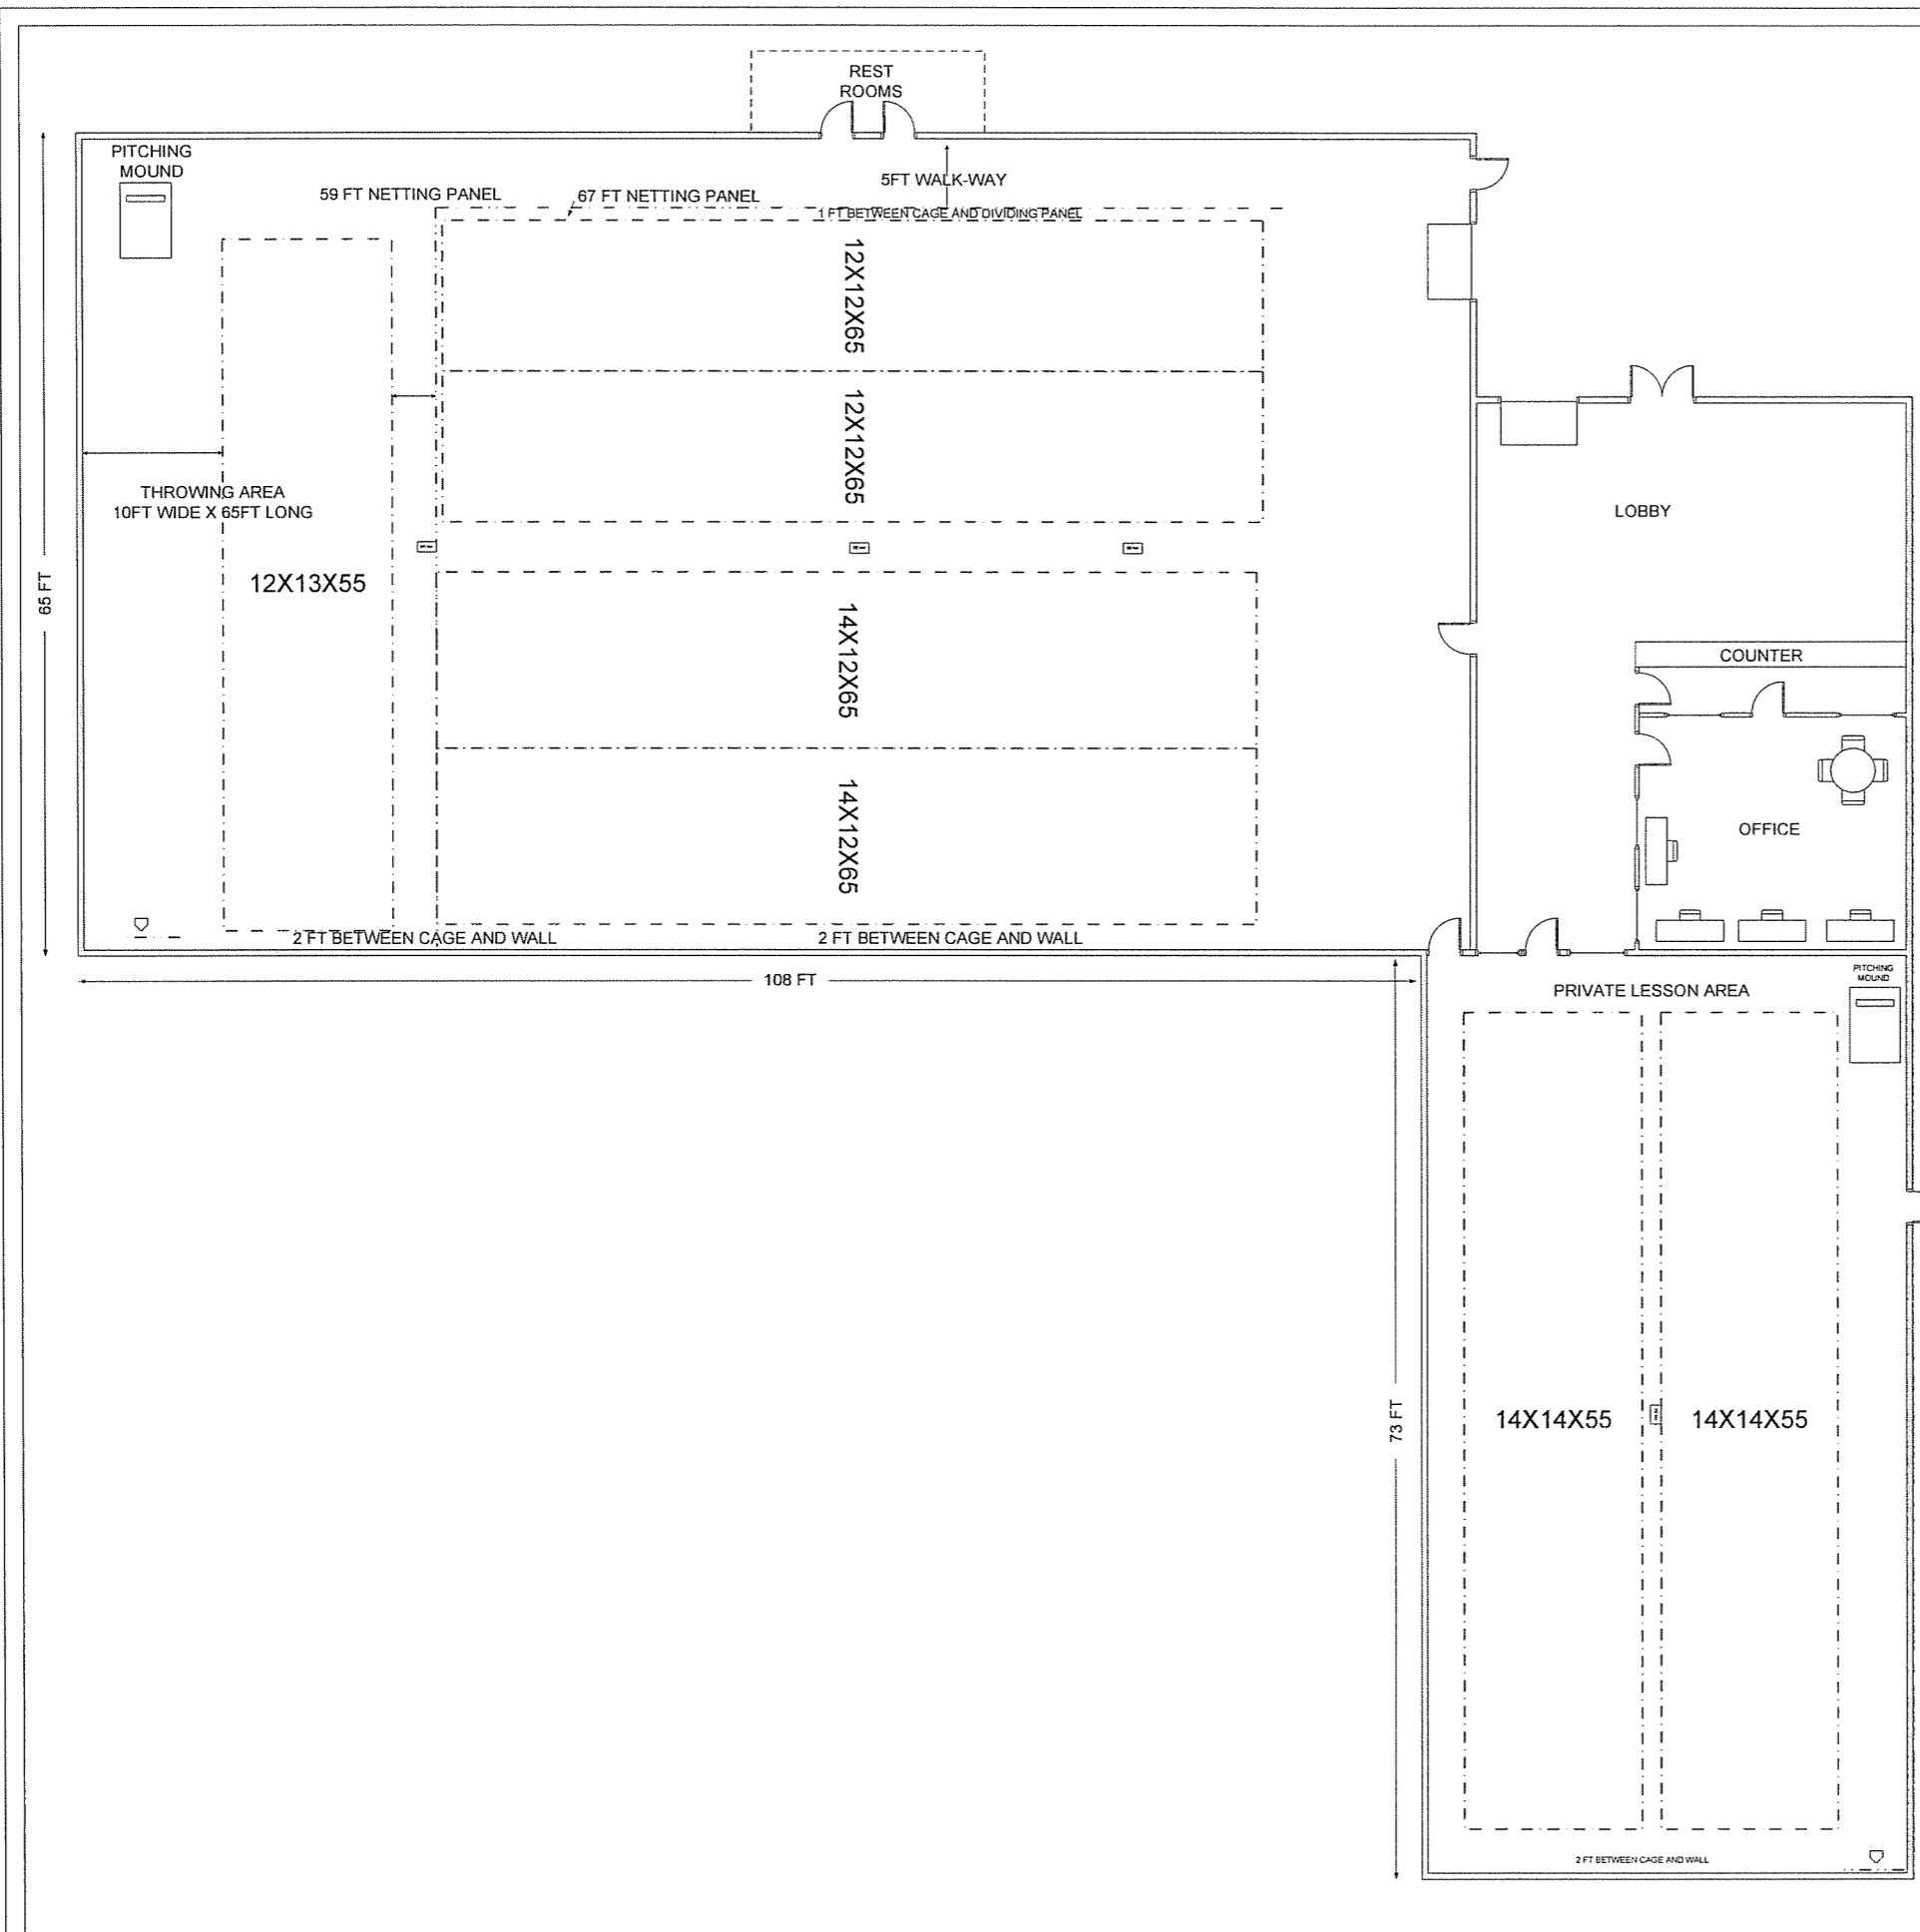 REST
ROOMS
PITCHING
MOUND
5FT WALK-WAY
59 FT NETTING PANEL
67 FT NETTING PANEL
1 FT BETWEEN CAGE AND DIVIDING PANEL
12X12X65
12X12X65
THROWING AREA
10FT WIDE X 65FT LONG
LOBBY
65 FT
12X13X55
14X12X65
COUNTER
14X12X65
OFFICE
2 FT BETWEEN CAGE AND WALL
2 FT BETWEEN CAGE AND WALL
108 FT
PITCHING
MOUND
PRIVATE LESSON AREA
73 FT
14X14X55
14X14X55
2 FT BETWEEN CAGE AND WALL